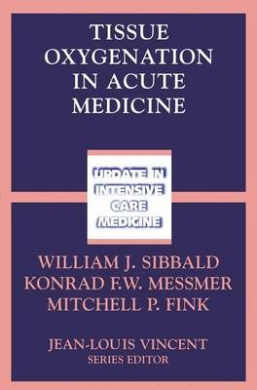 TISSUE
OXYGENATION
IN ACUTE
MEDICINE
UPDATE IN
INTENSIVE
CARE
MEDICINE
WILLIAM J. SIBBALD
KONRAD F.W. MESSMER
MITCHELL P. FINK
JEAN-LOUIS VINCENT
SERIES EDITOR